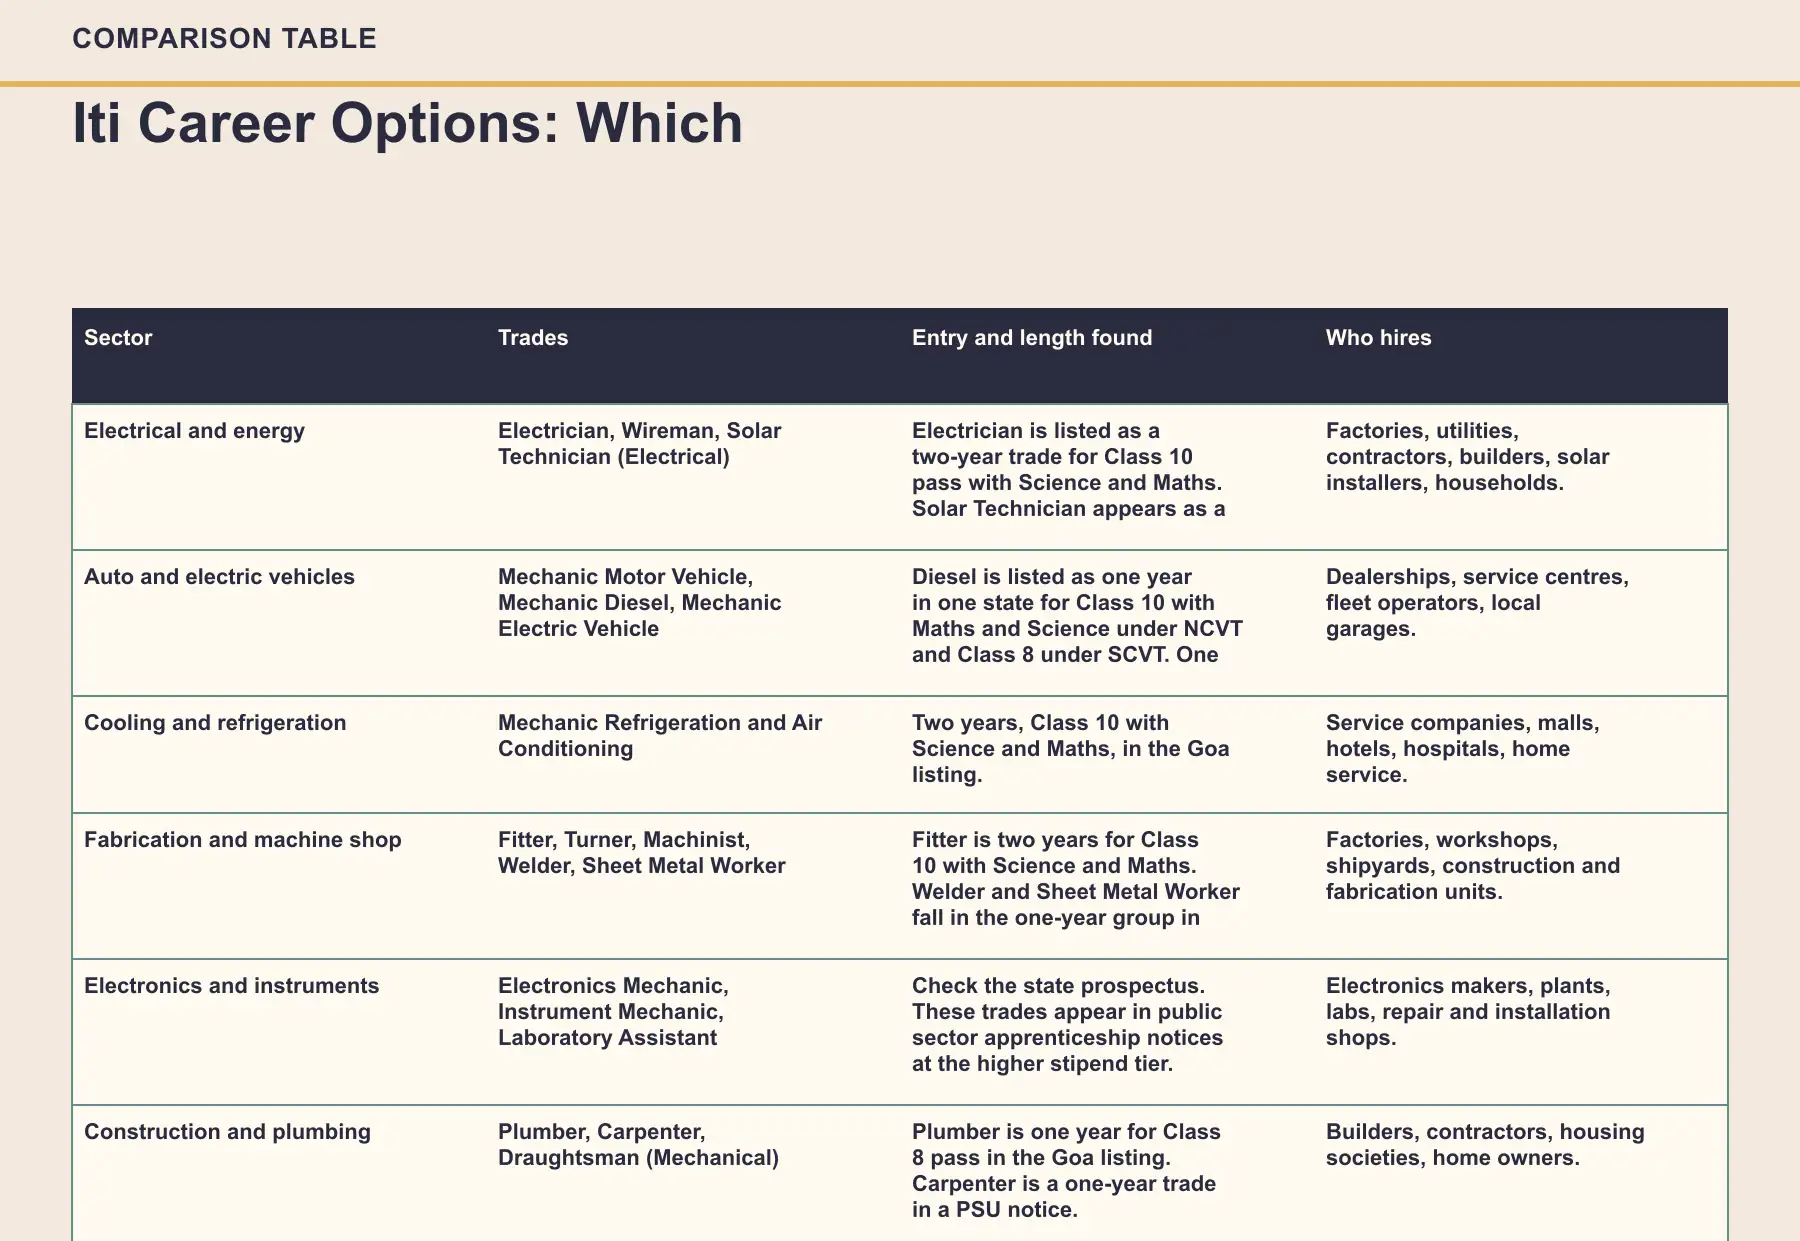 COMPARISON TABLE
Iti Career Options: Which
Sector
Trades
Entry and length found
Who hires
Electrical and energy
Electrician, Wireman, Solar
Technician (Electrical)
Electrician is listed as a
two-year trade for Class 10
pass with Science and Maths.
Solar Technician appears as a
Factories, utilities,
contractors, builders, solar
installers, households.
Auto and electric vehicles
Mechanic Motor Vehicle,
Mechanic Diesel, Mechanic
Electric Vehicle
Diesel is listed as one year
in one state for Class 10 with
Maths and Science under NCVT
and Class 8 under SCVT. One
Dealerships, service centres,
fleet operators, local
garages.
Cooling and refrigeration
Mechanic Refrigeration and Air
Conditioning
Two years, Class 10 with
Science and Maths, in the Goa
listing.
Service companies, malls,
hotels, hospitals, home
service.
Fabrication and machine shop
Fitter, Turner, Machinist,
Welder, Sheet Metal Worker
Fitter is two years for Class
10 with Science and Maths.
Welder and Sheet Metal Worker
fall in the one-year group in
Factories, workshops,
shipyards, construction and
fabrication units.
Electronics and instruments
Electronics Mechanic,
Instrument Mechanic,
Laboratory Assistant
Check the state prospectus.
These trades appear in public
sector apprenticeship notices
at the higher stipend tier.
Electronics makers, plants,
labs, repair and installation
shops.
Construction and plumbing
Plumber, Carpenter,
Draughtsman (Mechanical)
Plumber is one year for Class
8 pass in the Goa listing.
Carpenter is a one-year trade
in a PSU notice.
Builders, contractors, housing
societies, home owners.